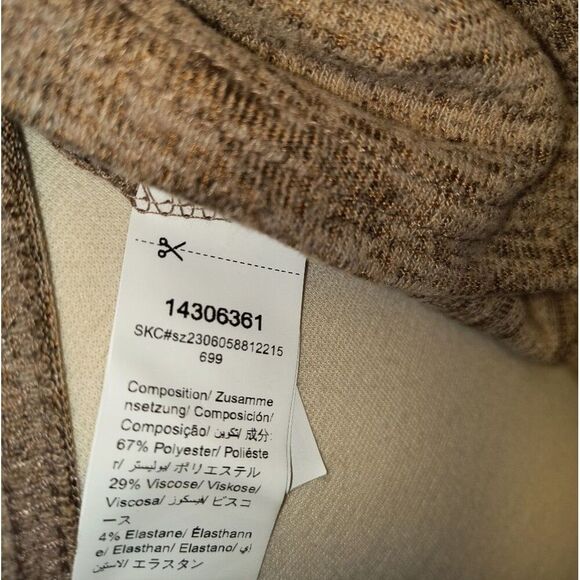 14306361
SKC#sz2306058812215
699
Composition/ Zusamme
nsetzung/ Composición/
Composição/ تكوين/ 成分:
67% Polyester/ Poliéste
r/ بوليستر/ ポリエステル
29% Viscose/ Viskose/
Viscosa/ فيسكوز/ ビスコ
ース
4% Elastane/ Élasthann
e/ Elasthan/ Elastano/ إي
لاستين/ エラスタン